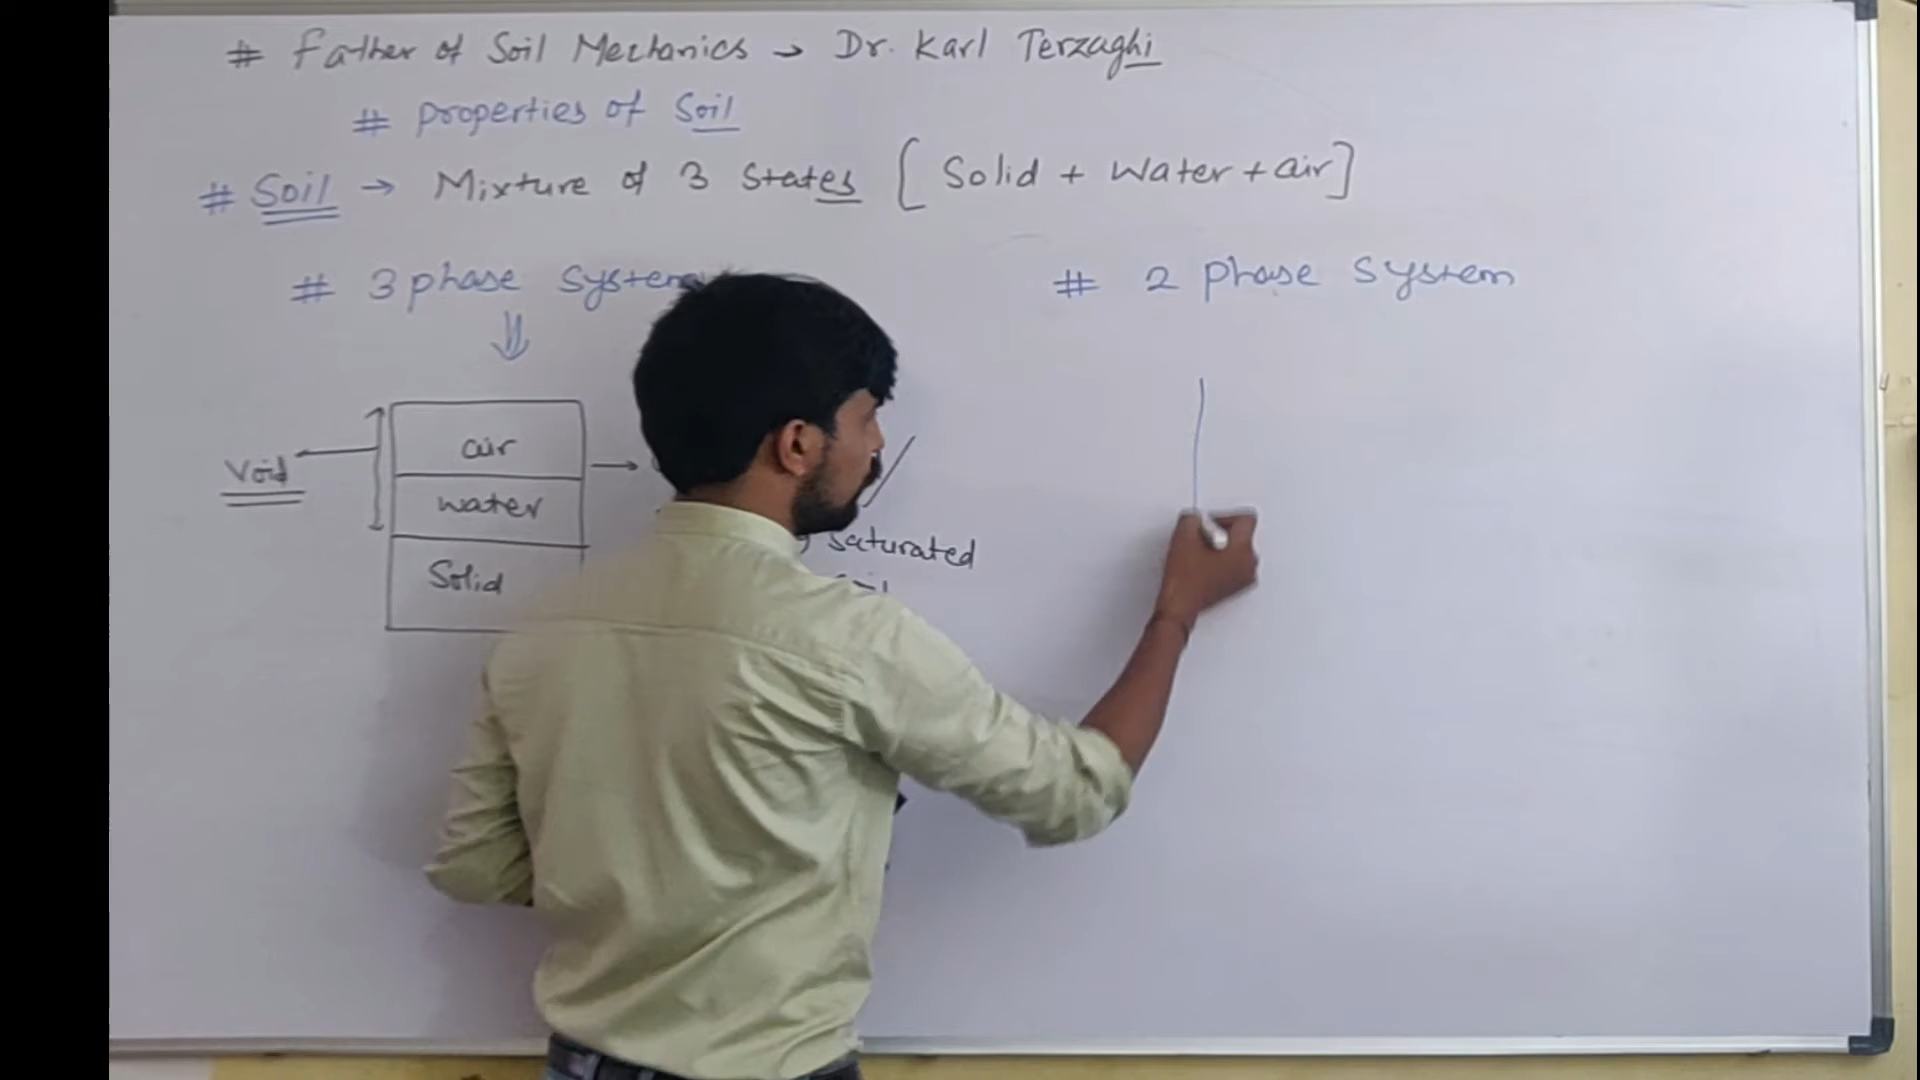 # Father of Soil Mechanics → Dr. Karl Terzaghi
# properties of Soil
# Soil → Mixture of 3 States [ Solid + Water + air ]
# 3 phase System
# 2 phase System
air
Void
water
Saturated
Solid